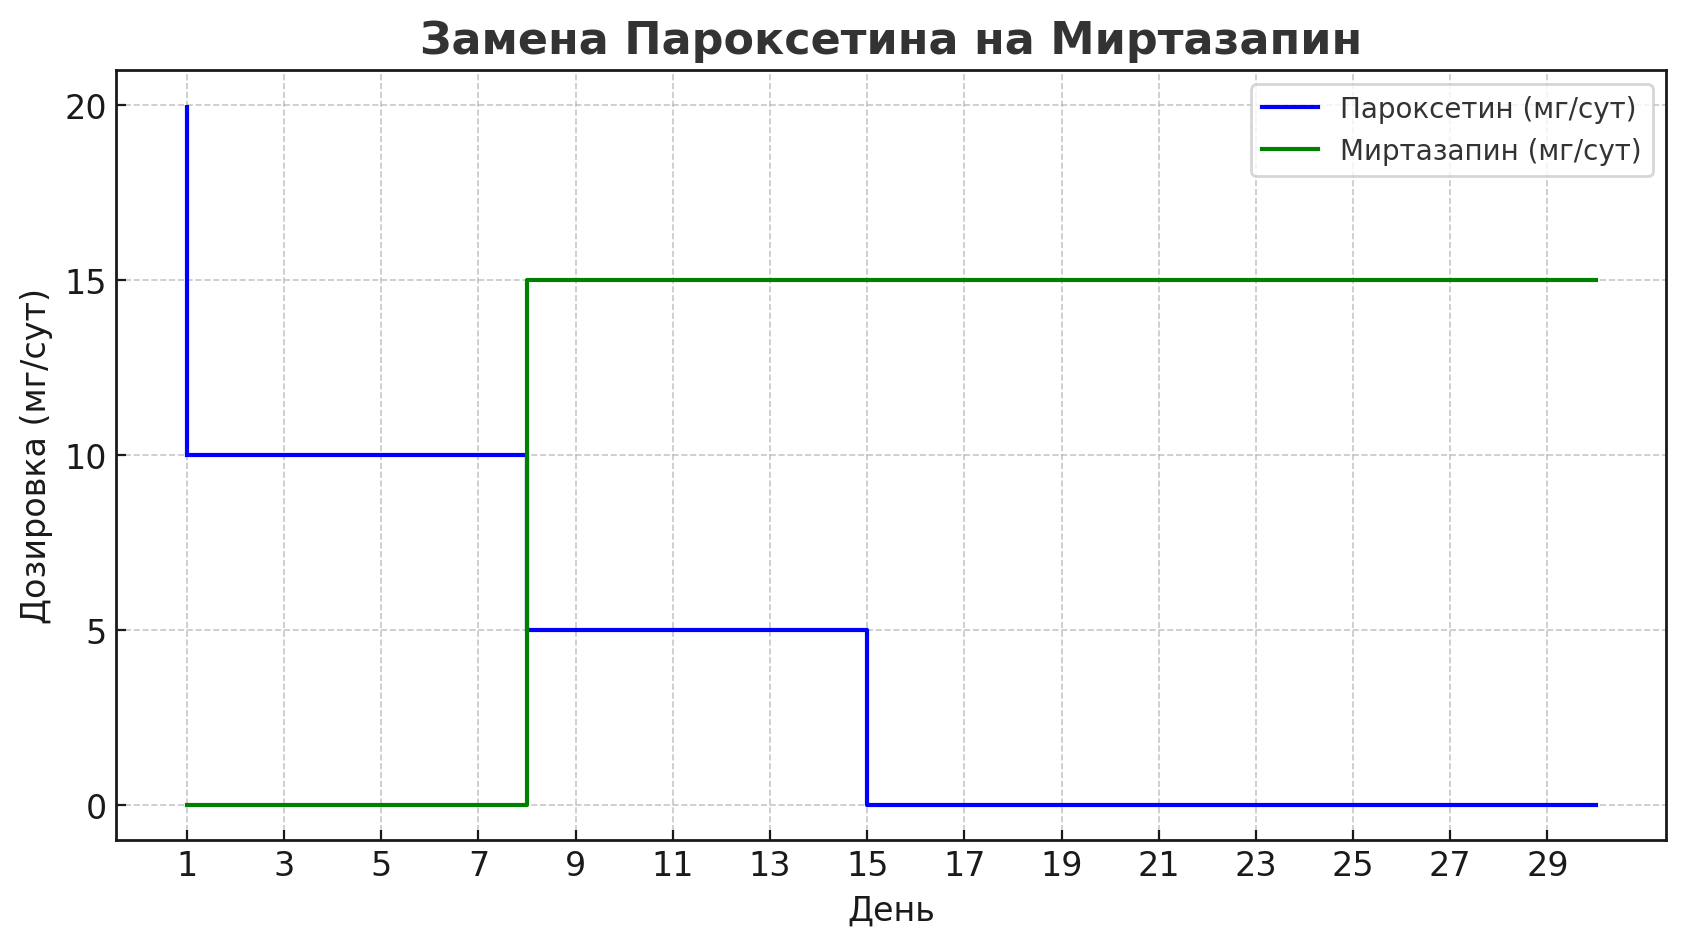 Замена Пароксетина на Миртазапин
Пароксетин (мг/сут)
Миртазапин (мг/сут)
Дозировка (мг/сут)
20
15
10
5
0
1 3 5 7 9 11 13 15 17 19 21 23 25 27 29
День